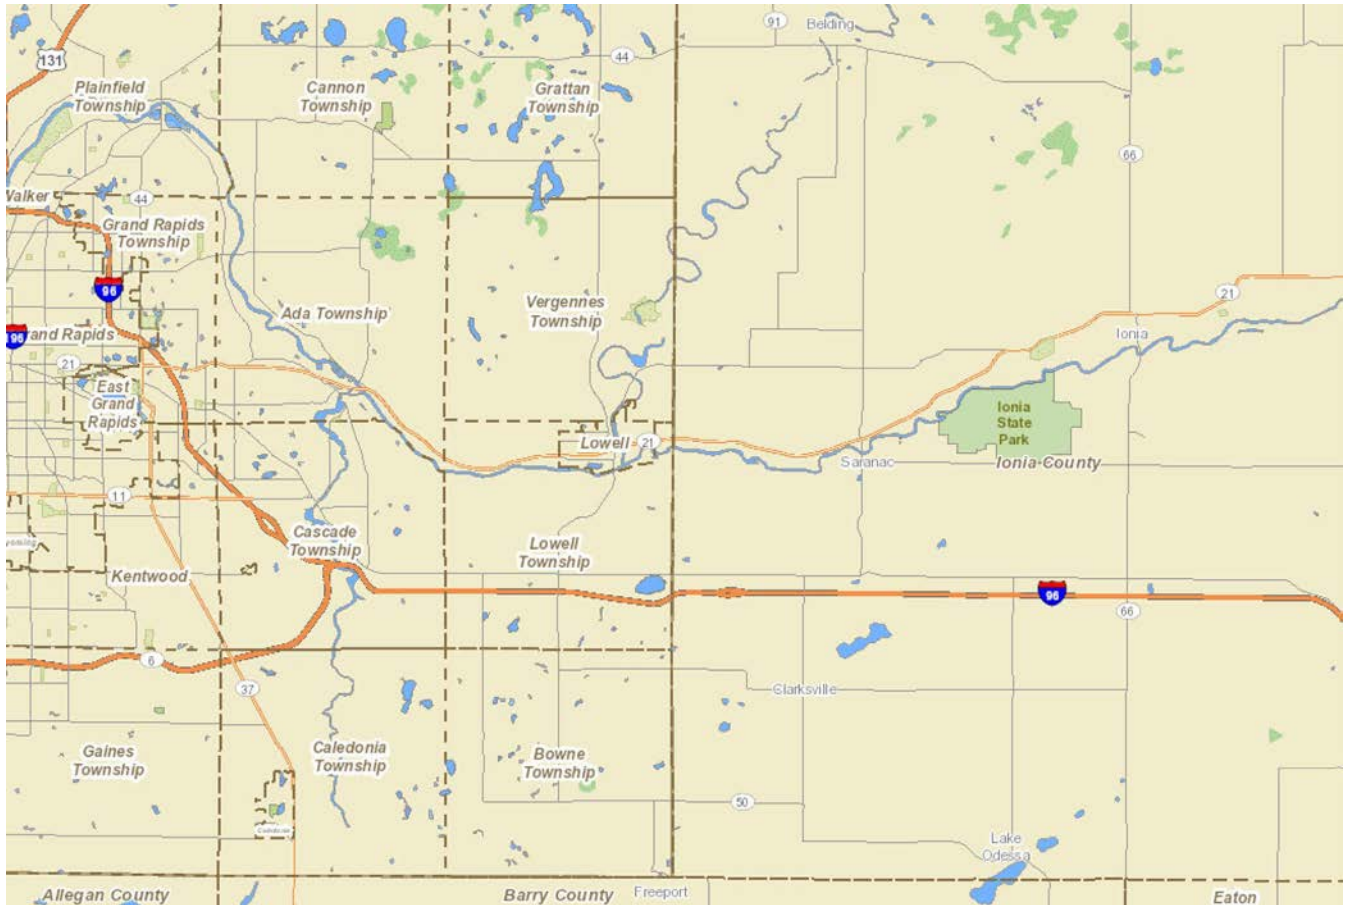 91
Belding
131
44
Plainfield
Township
Cannon
Township
Grattan
Township
66
Walker
44
Grand Rapids
Township
96
21
Ada Township
Vergennes
Township
196
Grand Rapids
Ionia
21
East
Grand
Rapids
Ionia
State
Park
Lowell
21
Saranac
Ionia County
11
Cascade
Township
Lowell
Township
Kentwood
96
66
6
37
Clarksville
Gaines
Township
Caledonia
Township
Bowne
Township
50
Lake
Odessa
Allegan County
Barry County
Freeport
Eaton